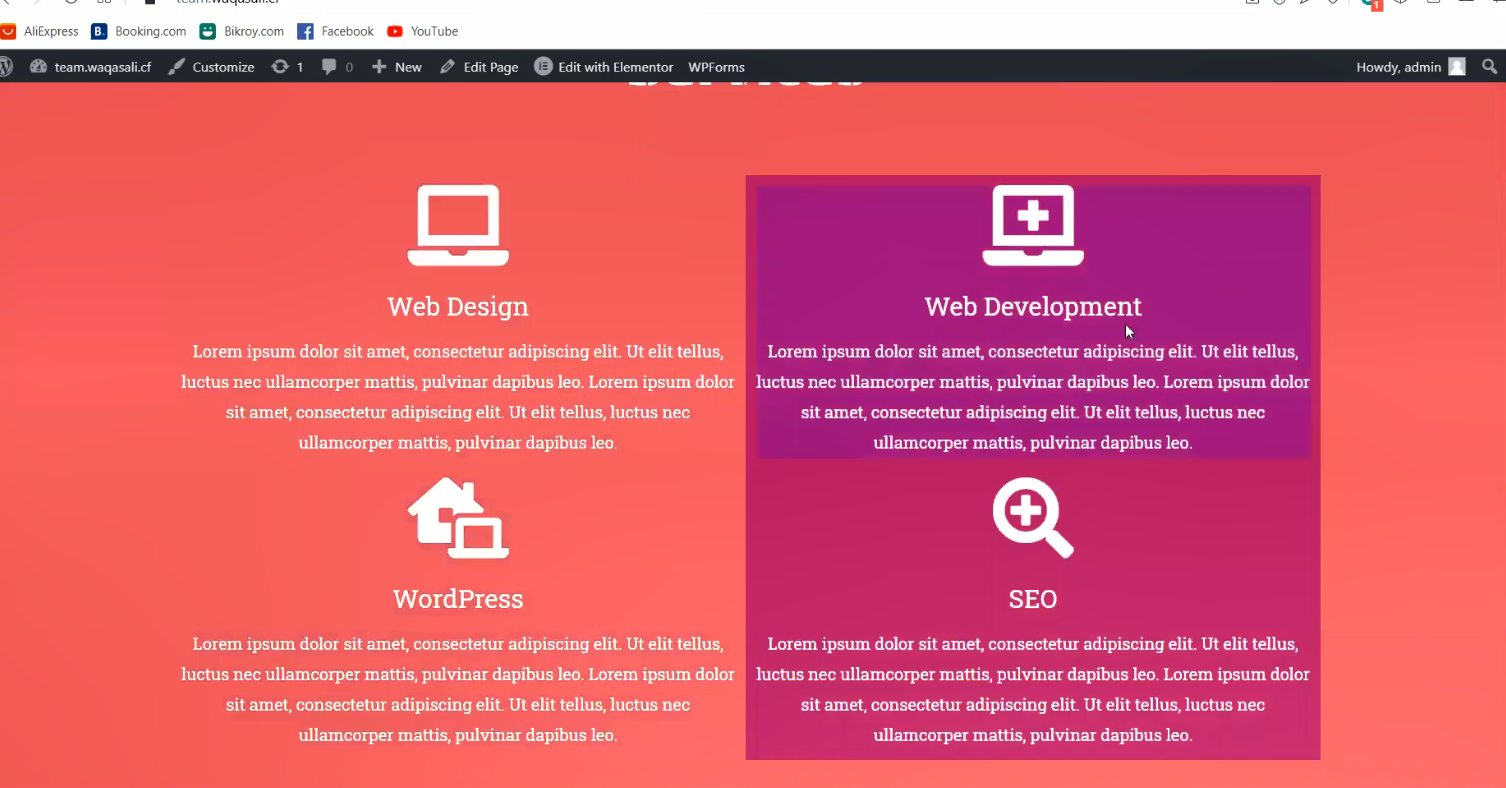 team.waqasali.cf
1
AliExpress B. Booking.com Bikroy.com Facebook YouTube
team.waqasali.cf Customize 1 0 New Edit Page Edit with Elementor WPForms Howdy, admin
Services
Web Design
Lorem ipsum dolor sit amet, consectetur adipiscing elit. Ut elit tellus,
luctus nec ullamcorper mattis, pulvinar dapibus leo. Lorem ipsum dolor
sit amet, consectetur adipiscing elit. Ut elit tellus, luctus nec
ullamcorper mattis, pulvinar dapibus leo.
Web Development
Lorem ipsum dolor sit amet, consectetur adipiscing elit. Ut elit tellus,
luctus nec ullamcorper mattis, pulvinar dapibus leo. Lorem ipsum dolor
sit amet, consectetur adipiscing elit. Ut elit tellus, luctus nec
ullamcorper mattis, pulvinar dapibus leo.
WordPress
Lorem ipsum dolor sit amet, consectetur adipiscing elit. Ut elit tellus,
luctus nec ullamcorper mattis, pulvinar dapibus leo. Lorem ipsum dolor
sit amet, consectetur adipiscing elit. Ut elit tellus, luctus nec
ullamcorper mattis, pulvinar dapibus leo.
SEO
Lorem ipsum dolor sit amet, consectetur adipiscing elit. Ut elit tellus,
luctus nec ullamcorper mattis, pulvinar dapibus leo. Lorem ipsum dolor
sit amet, consectetur adipiscing elit. Ut elit tellus, luctus nec
ullamcorper mattis, pulvinar dapibus leo.